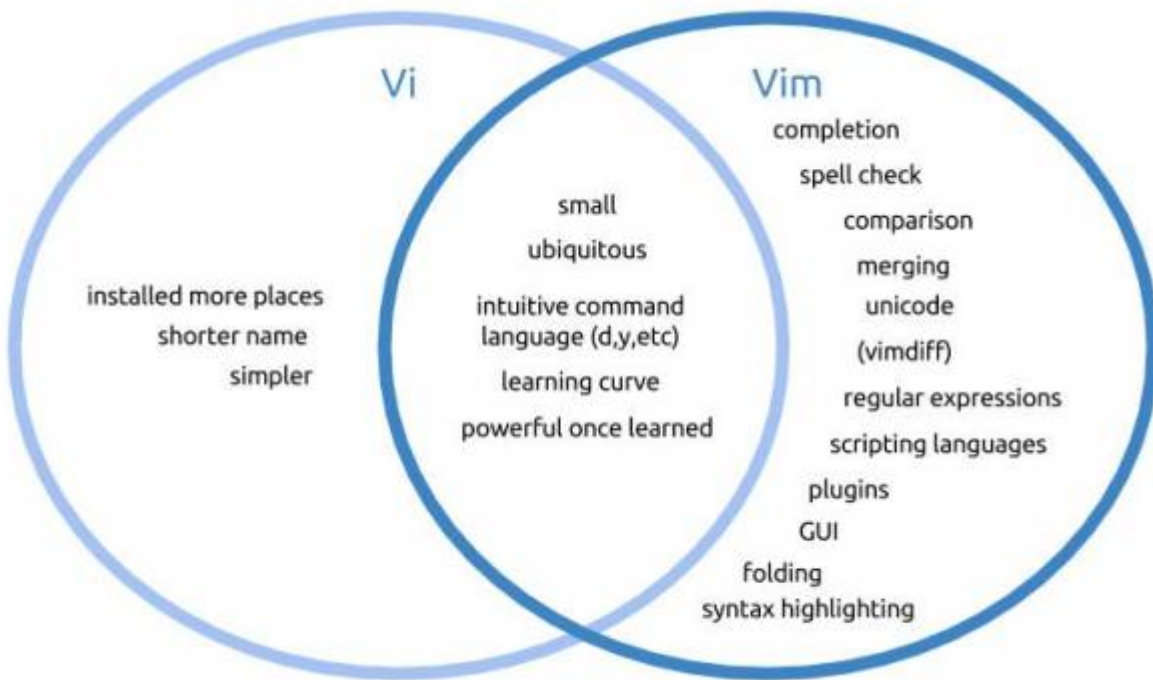 Vi
installed more places
shorter name
simpler
small
ubiquitous
intuitive command
language (d,y,etc)
learning curve
powerful once learned
Vim
completion
spell check
comparison
merging
unicode
(vimdiff)
regular expressions
scripting languages
plugins
GUI
folding
syntax highlighting